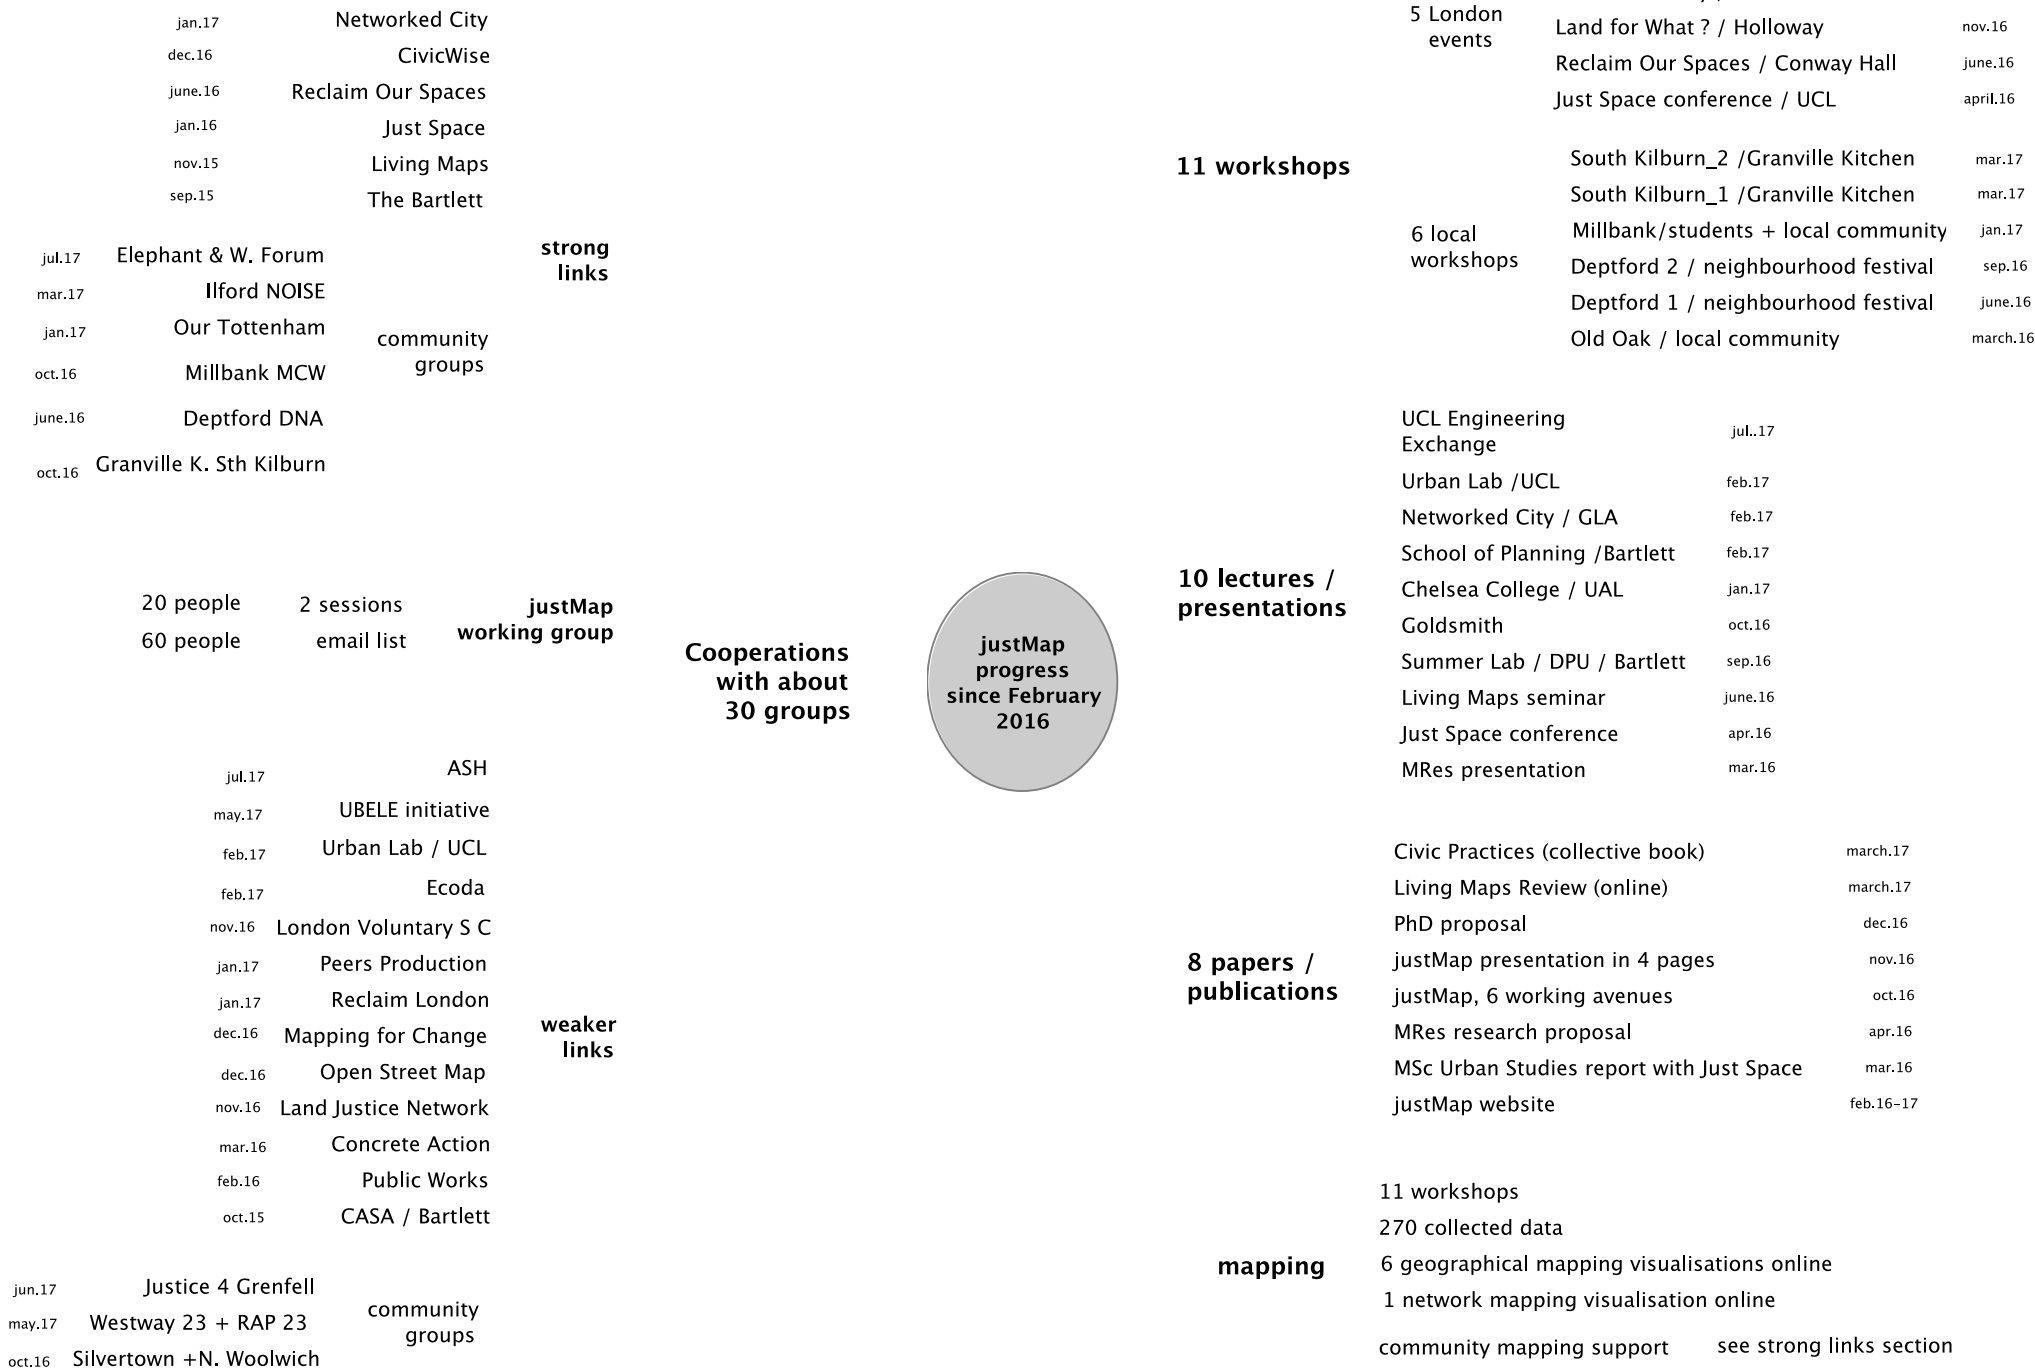 jan.17 Networked City
dec.16 CivicWise
june.16 Reclaim Our Spaces
jan.16 Just Space
nov.15 Living Maps
sep.15 The Bartlett
strong
links
jul.17 Elephant & W. Forum
mar.17 Ilford NOISE
jan.17 Our Tottenham
oct.16 Millbank MCW
june.16 Deptford DNA
oct.16 Granville K. Sth Kilburn
community
groups
20 people 2 sessions
60 people email list
justMap
working group
Cooperations
with about
30 groups
justMap
progress
since February
2016
jul.17 ASH
may.17 UBELE initiative
feb.17 Urban Lab / UCL
feb.17 Ecoda
nov.16 London Voluntary S C
jan.17 Peers Production
jan.17 Reclaim London
dec.16 Mapping for Change
dec.16 Open Street Map
nov.16 Land Justice Network
mar.16 Concrete Action
feb.16 Public Works
oct.15 CASA / Bartlett
weaker
links
jun.17 Justice 4 Grenfell
may.17 Westway 23 + RAP 23
oct.16 Silvertown +N. Woolwich
community
groups
11 workshops
5 London
events
Land for What ? / Holloway nov.16
Reclaim Our Spaces / Conway Hall june.16
Just Space conference / UCL april.16
6 local
workshops
South Kilburn_2 /Granville Kitchen mar.17
South Kilburn_1 /Granville Kitchen mar.17
Millbank/students + local community jan.17
Deptford 2 / neighbourhood festival sep.16
Deptford 1 / neighbourhood festival june.16
Old Oak / local community march.16
10 lectures /
presentations
UCL Engineering
Exchange jul..17
Urban Lab /UCL feb.17
Networked City / GLA feb.17
School of Planning /Bartlett feb.17
Chelsea College / UAL jan.17
Goldsmith oct.16
Summer Lab / DPU / Bartlett sep.16
Living Maps seminar june.16
Just Space conference apr.16
MRes presentation mar.16
8 papers /
publications
Civic Practices (collective book) march.17
Living Maps Review (online) march.17
PhD proposal dec.16
justMap presentation in 4 pages nov.16
justMap, 6 working avenues oct.16
MRes research proposal apr.16
MSc Urban Studies report with Just Space mar.16
justMap website feb.16-17
mapping
11 workshops
270 collected data
6 geographical mapping visualisations online
1 network mapping visualisation online
community mapping support see strong links section